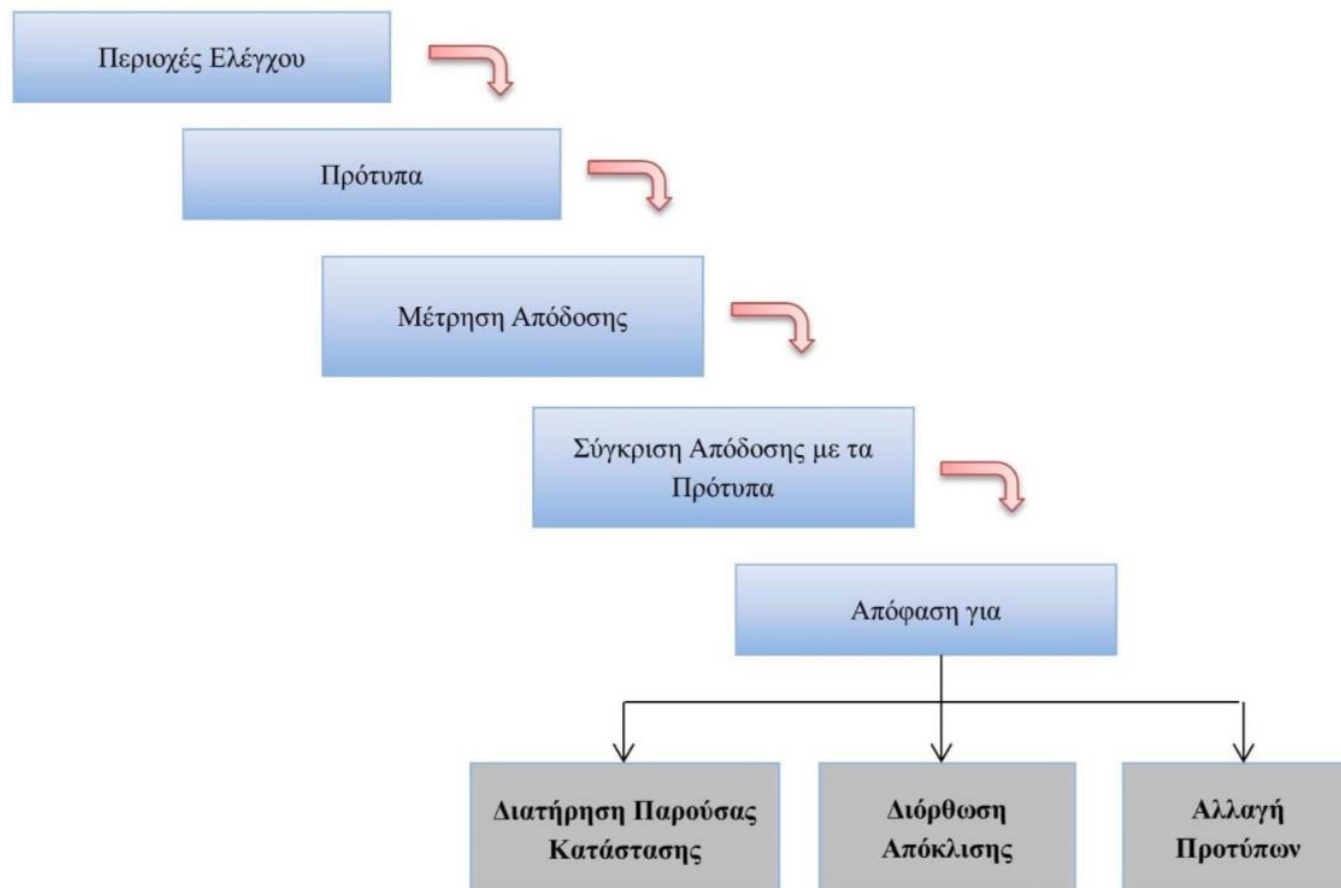 Περιοχές Ελέγχου
Πρότυπα
Μέτρηση Απόδοσης
Σύγκριση Απόδοσης με τα
Πρότυπα
Απόφαση για
Διατήρηση Παρούσας
Κατάστασης
Διόρθωση
Απόκλισης
Αλλαγή
Προτύπων